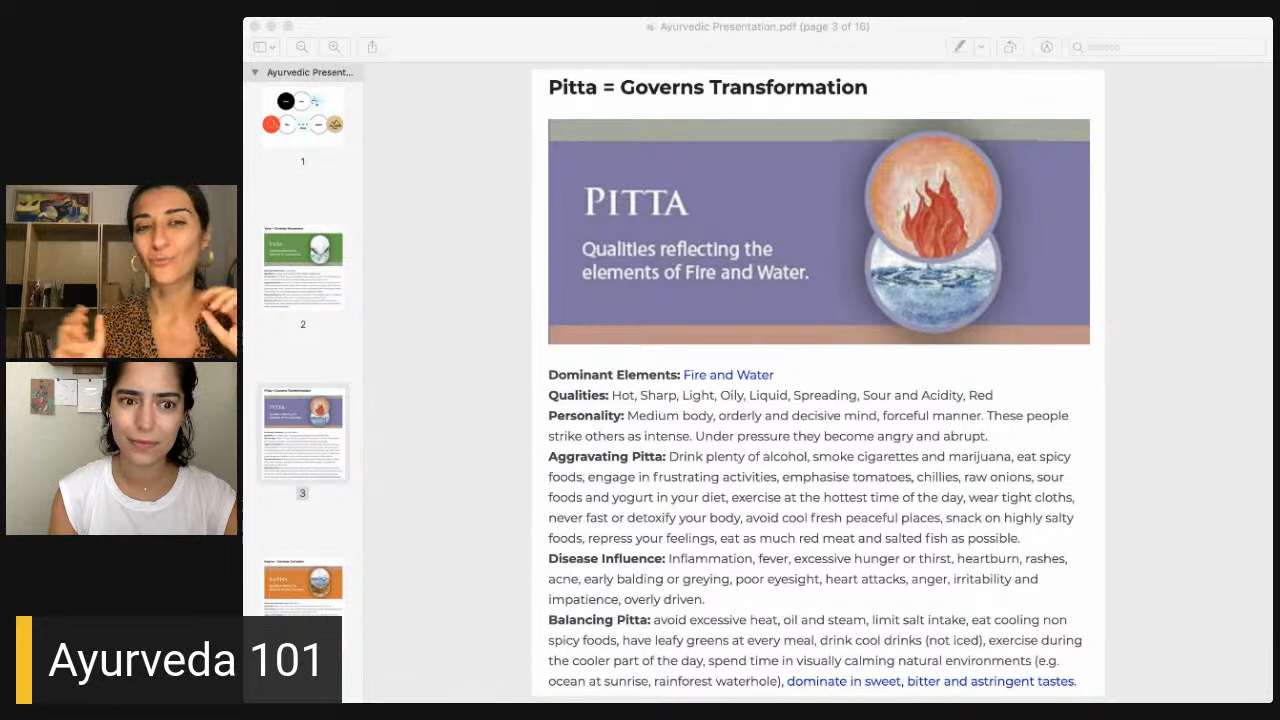 Ayurvedic Presentation.pdf (page 3 of 16)
Ayurvedic Present...
1
2
3
Pitta = Governs Transformation
PITTA
Qualities reflecting the
elements of Fire Water.
Dominant Elements: Fire and Water
Qualities: Hot, Sharp, Light, Oily, Liquid, Spreading, Sour and Acidity, Red
Personality: Medium body, orderly and decisive mind, forceful manner. These people
they become angry and
Aggravating Pitta: Drink plenty of alcohol, smoke cigarettes and marijuana, eat spicy
foods, engage in frustrating activities, emphasise tomatoes, chillies, raw onions, sour
foods and yogurt in your diet, exercise at the hottest time of the day, wear tight cloths,
never fast or detoxify your body, avoid cool fresh peaceful places, snack on highly salty
foods, repress your feelings, eat as much red meat and salted fish as possible.
Disease Influence: Inflammation, fever, excessive hunger or thirst, heartburn, rashes,
acne, early balding or greying, poor eyesight, heart attacks, anger, irritability and
impatience, overly driven
Balancing Pitta: avoid excessive heat, oil and steam, limit salt intake, eat cooling non
spicy foods, have leafy greens at every meal, drink cool drinks (not iced), exercise during
the cooler part of the day, spend time in visually calming natural environments (e.g.
ocean at sunrise, rainforest waterhole), dominate in sweet, bitter and astringent tastes.
Ayurveda 101